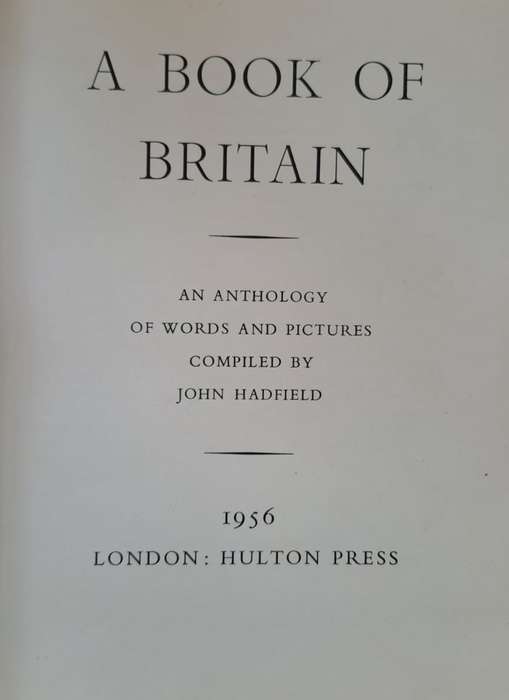 A BOOK OF
BRITAIN
AN ANTHOLOGY
OF WORDS AND PICTURES
COMPILED BY
JOHN HADFIELD
1956
LONDON: HULTON PRESS